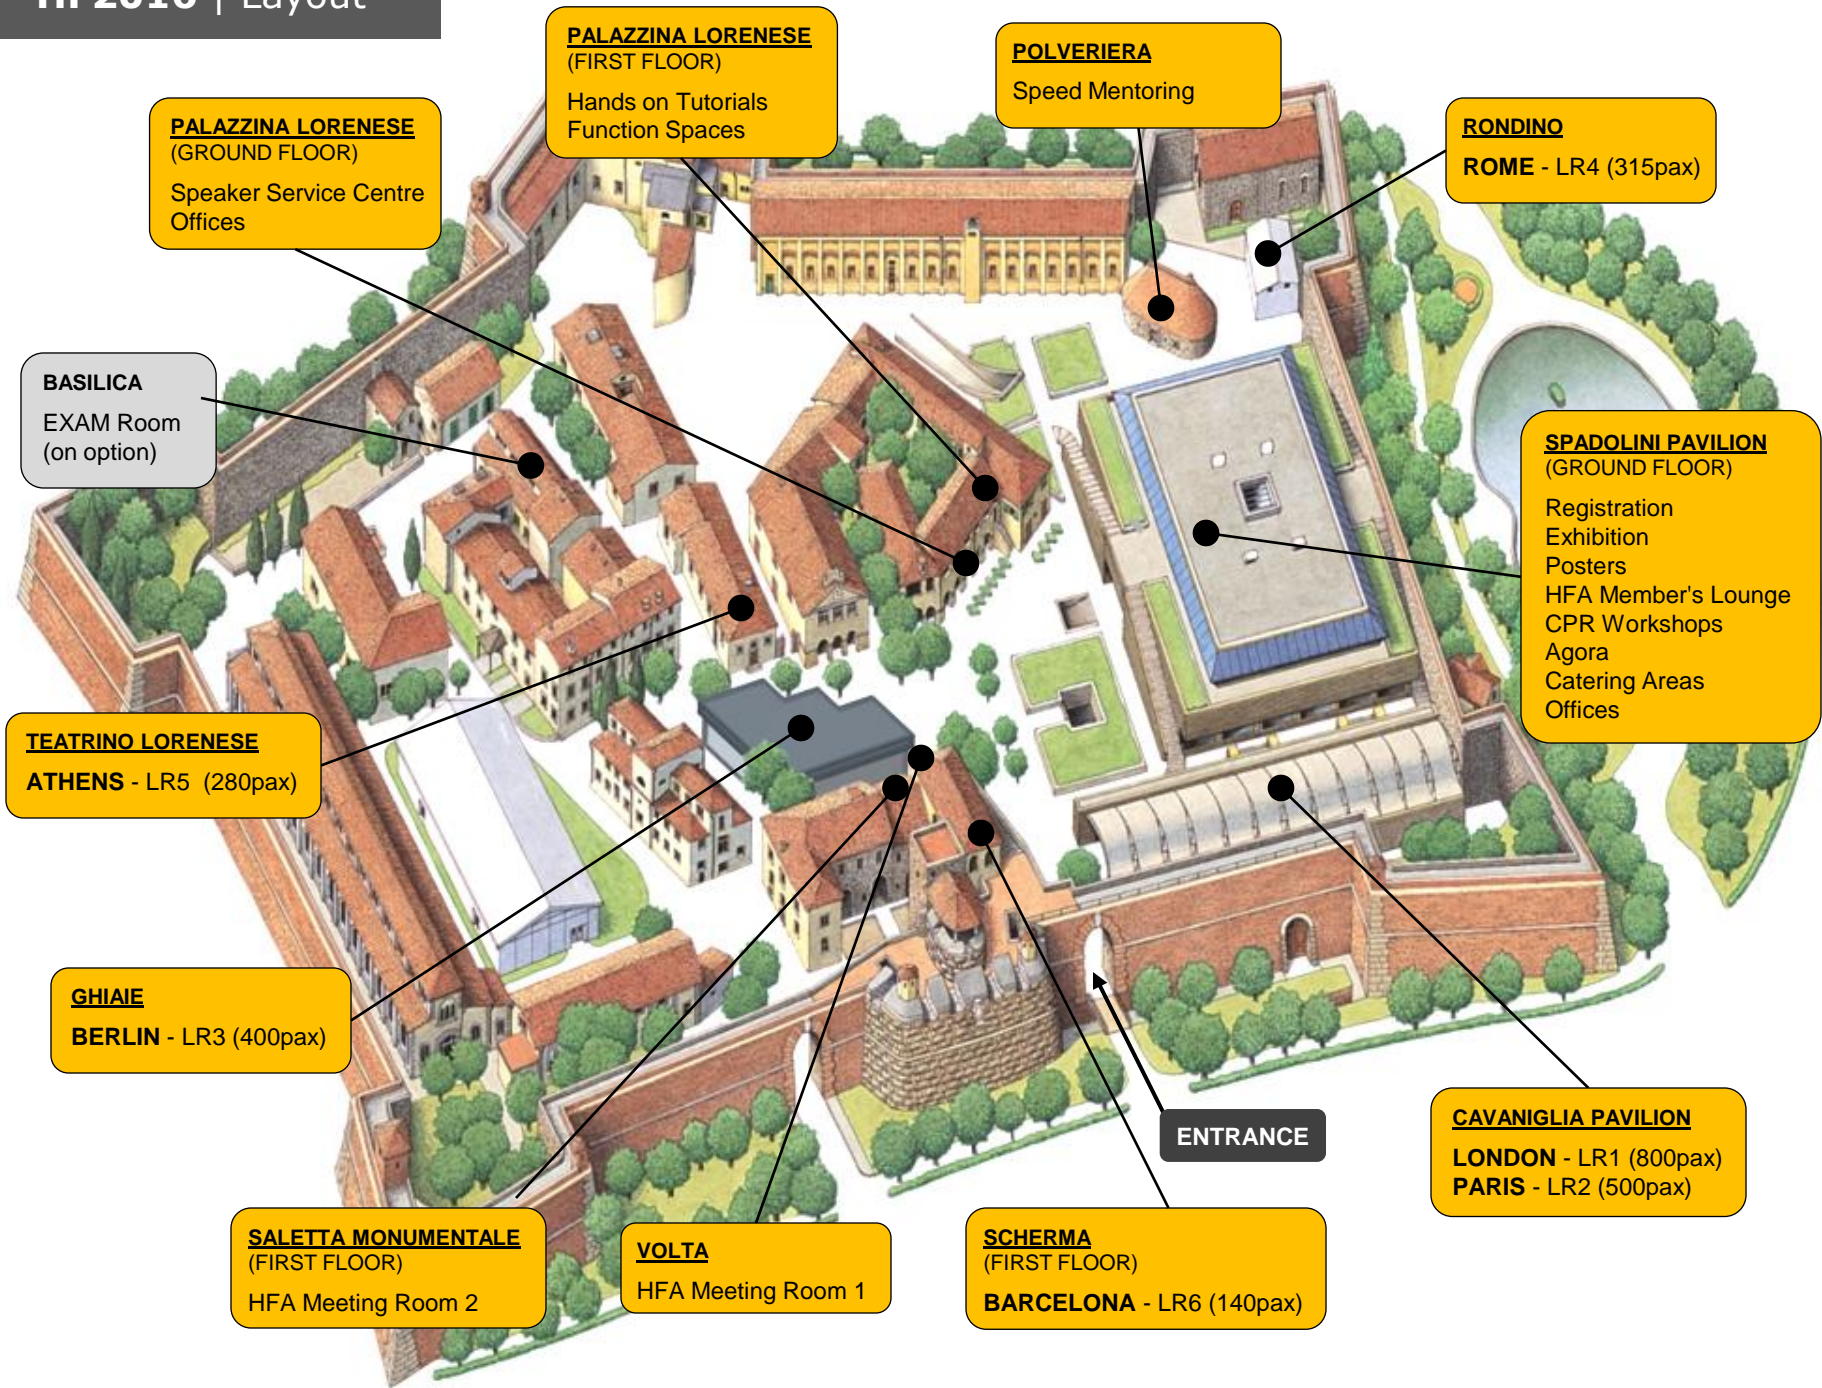 2016 | Layout
PALAZZINA LORENESE
(FIRST FLOOR)
Hands on Tutorials
Function Spaces
POLVERIERA
Speed Mentoring
PALAZZINA LORENESE
(GROUND FLOOR)
Speaker Service Centre
Offices
RONDINO
ROME - LR4 (315pax)
BASILICA
EXAM Room
(on option)
SPADOLINI PAVILION
(GROUND FLOOR)
Registration
Exhibition
Posters
HFA Member's Lounge
CPR Workshops
Agora
Catering Areas
Offices
TEATRINO LORENESE
ATHENS - LR5 (280pax)
GHIAIE
BERLIN - LR3 (400pax)
ENTRANCE
CAVANIGLIA PAVILION
LONDON - LR1 (800pax)
PARIS - LR2 (500pax)
SALETTA MONUMENTALE
(FIRST FLOOR)
HFA Meeting Room 2
VOLTA
HFA Meeting Room 1
SCHERMA
(FIRST FLOOR)
BARCELONA - LR6 (140pax)